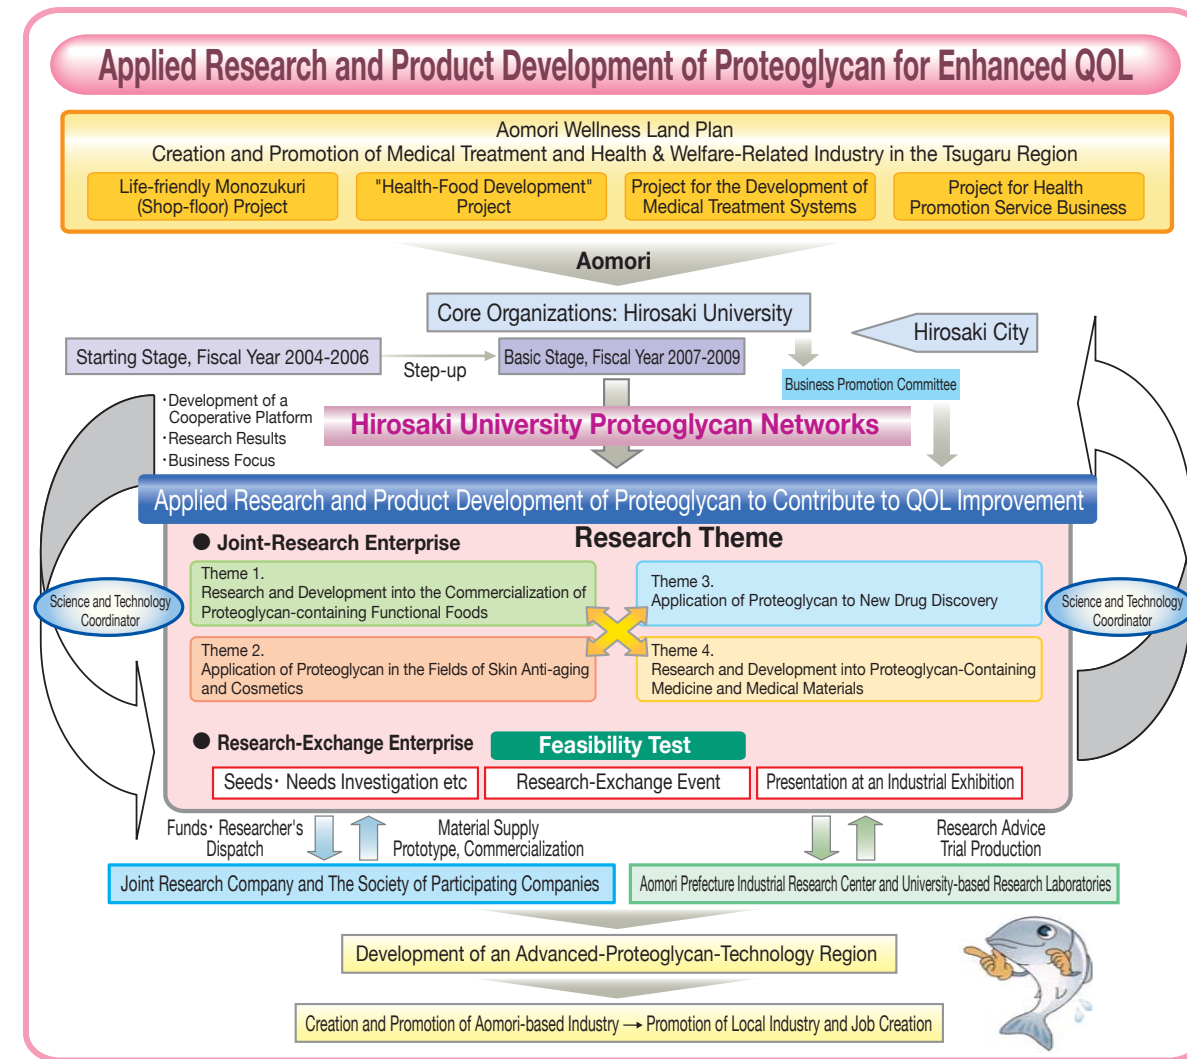 Applied Research and Product Development of Proteoglycan for Enhanced QOL
Aomori Wellness Land Plan
Creation and Promotion of Medical Treatment and Health & Welfare-Related Industry in the Tsugaru Region
Life-friendly Monozukuri
(Shop-floor) Project
"Health-Food Development"
Project
Project for the Development of
Medical Treatment Systems
Project for Health
Promotion Service Business
Aomori
Core Organizations: Hirosaki University
Hirosaki City
Starting Stage, Fiscal Year 2004-2006
Step-up
Basic Stage, Fiscal Year 2007-2009
Business Promotion Committee
・Development of a
Cooperative Platform
・Research Results
・Business Focus
Hirosaki University Proteoglycan Networks
Applied Research and Product Development of Proteoglycan to Contribute to QOL Improvement
Research Theme
● Joint-Research Enterprise
Theme 1.
Research and Development into the Commercialization of
Proteoglycan-containing Functional Foods
Theme 3.
Application of Proteoglycan to New Drug Discovery
Science and Technology
Coordinator
Science and Technology
Coordinator
Theme 2.
Application of Proteoglycan in the Fields of Skin Anti-aging
and Cosmetics
Theme 4.
Research and Development into Proteoglycan-Containing
Medicine and Medical Materials
● Research-Exchange Enterprise
Feasibility Test
Seeds・Needs Investigation etc
Research-Exchange Event
Presentation at an Industrial Exhibition
Funds・Researcher's
Dispatch
Material Supply
Prototype, Commercialization
Research Advice
Trial Production
Joint Research Company and The Society of Participating Companies
Aomori Prefecture Industrial Research Center and University-based Research Laboratories
Development of an Advanced-Proteoglycan-Technology Region
Creation and Promotion of Aomori-based Industry → Promotion of Local Industry and Job Creation